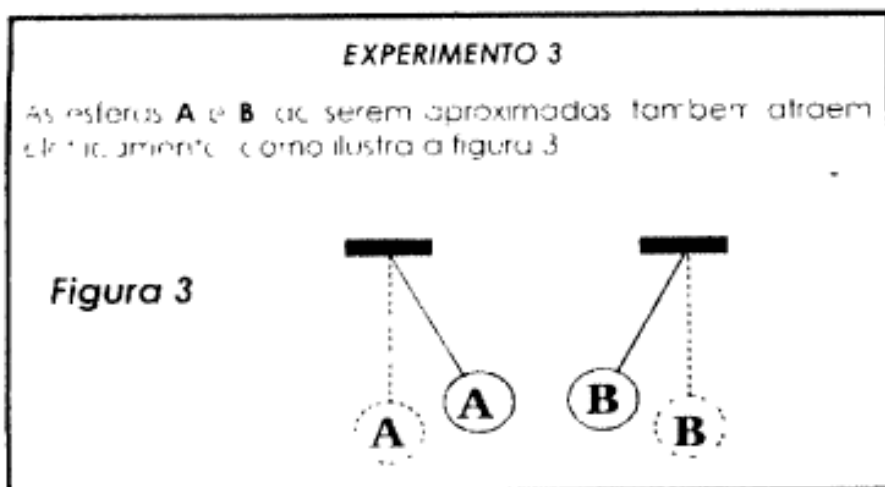 EXPERIMENTO 3
As esferas A e B ao serem aproximadas também atraem
como ilustra a figura 3
Figura 3
A A B B